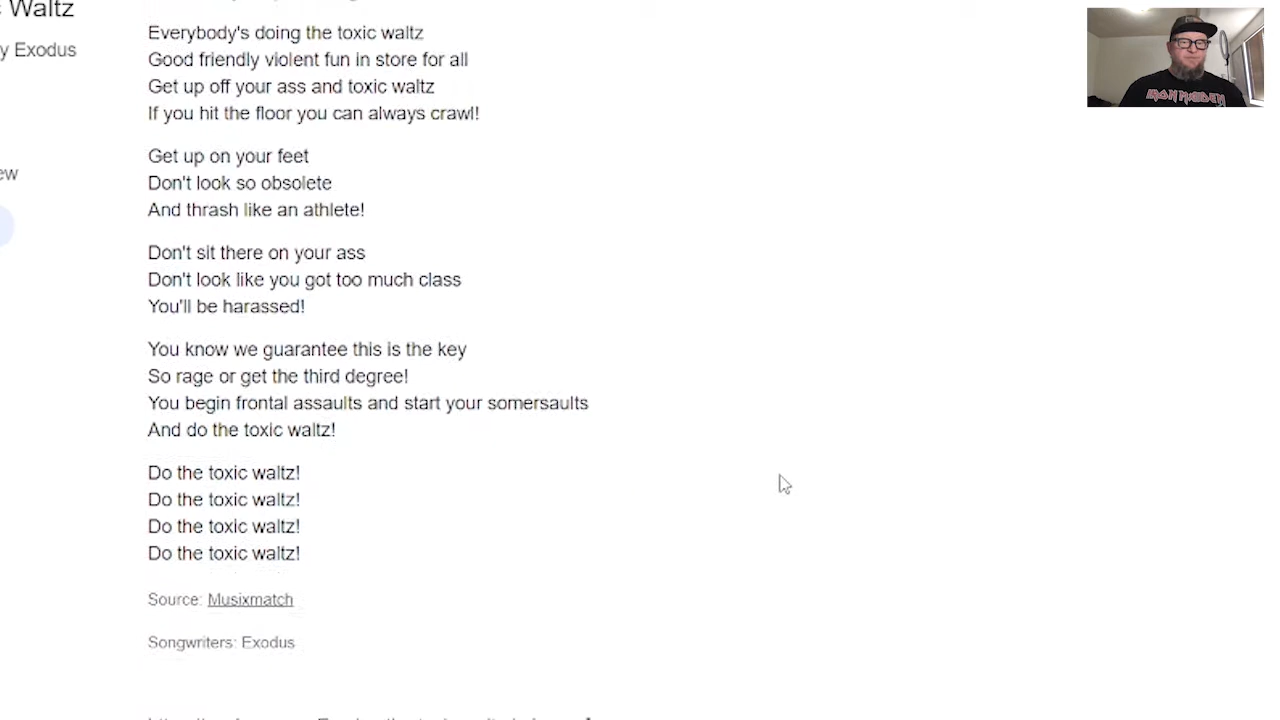 Waltz
y Exodus
ew
Everybody's doing the toxic waltz
Good friendly violent fun in store for all
Get up off your ass and toxic waltz
If you hit the floor you can always crawl!
Get up on your feet
Don't look so obsolete
And thrash like an athlete!
Don't sit there on your ass
Don't look like you got too much class
You'll be harassed!
You know we guarantee this is the key
So rage or get the third degree!
You begin frontal assaults and start your somersaults
And do the toxic waltz!
Do the toxic waltz!
Do the toxic waltz!
Do the toxic waltz!
Do the toxic waltz!
Source: Musixmatch
Songwriters: Exodus
IRON MAIDEN